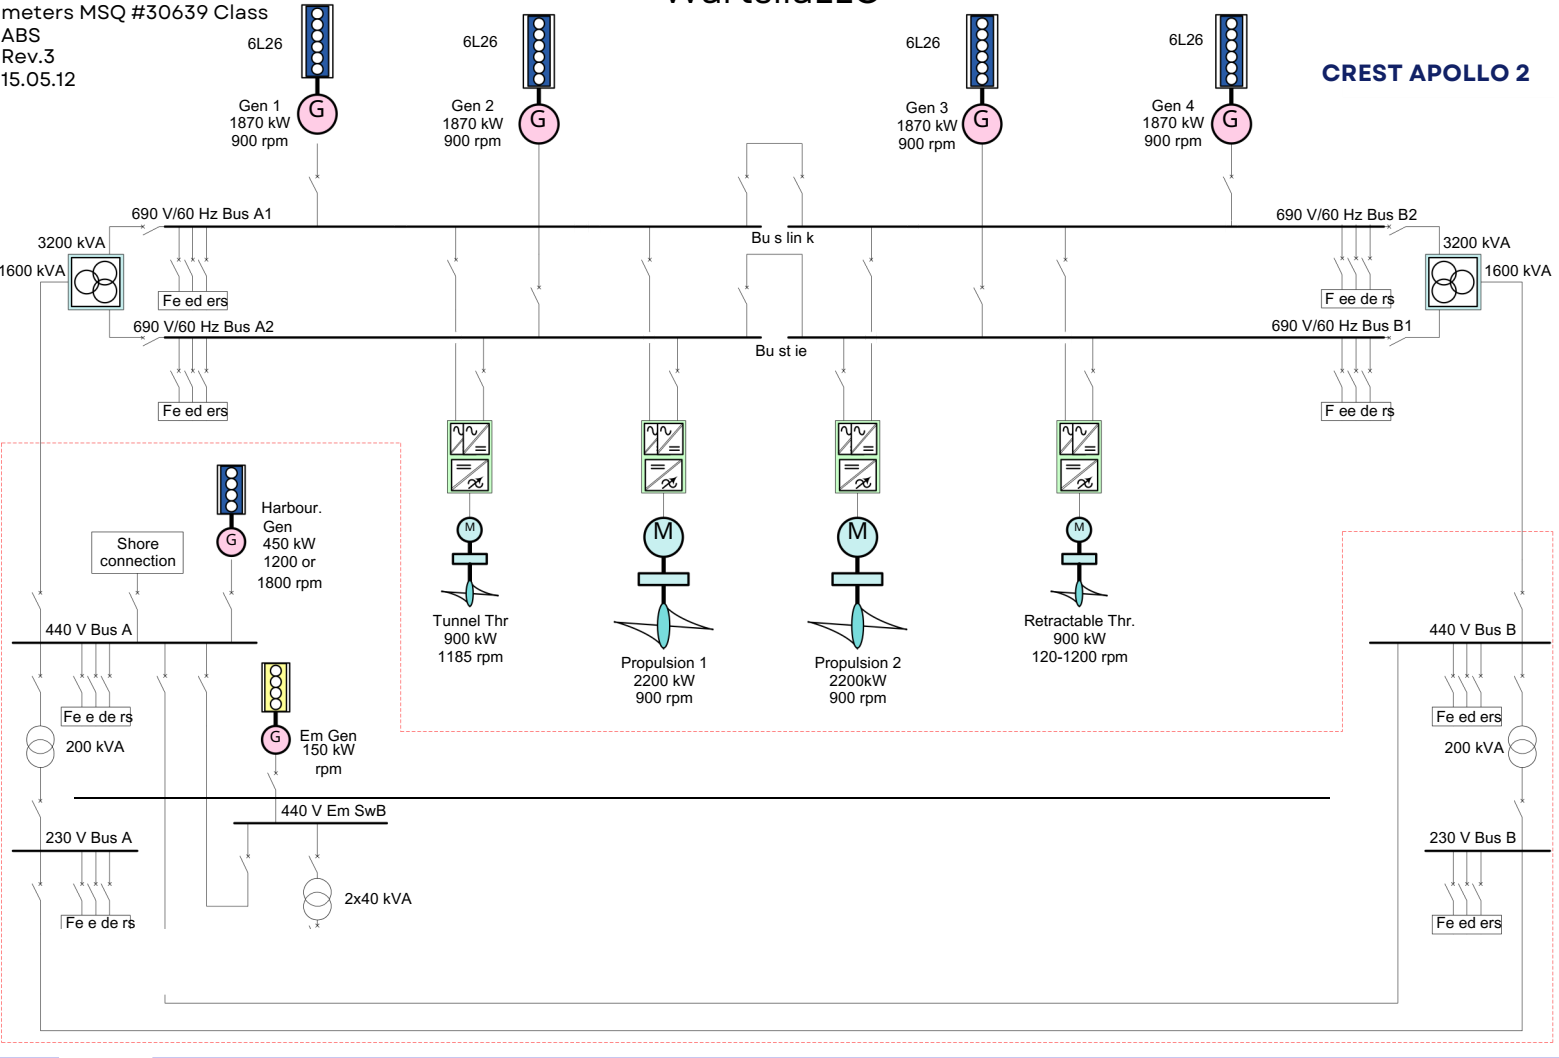 meters MSQ #30639 Class
ABS
Rev.3
15.05.12
CREST APOLLO 2
6L26
6L26
6L26
6L26
Gen 1
1870 kW
900 rpm
G
Gen 2
1870 kW
900 rpm
G
Gen 3
1870 kW
900 rpm
G
Gen 4
1870 kW
900 rpm
G
690 V/60 Hz Bus A1
690 V/60 Hz Bus B2
3200 kVA
1600 kVA
Bu s lin k
3200 kVA
1600 kVA
Fe ed ers
F ee de rs
690 V/60 Hz Bus A2
690 V/60 Hz Bus B1
Bu st ie
Fe ed ers
F ee de rs
Harbour.
Gen
450 kW
1200 or
1800 rpm
G
Shore
connection
M
M
M
M
Tunnel Thr
900 kW
1185 rpm
Propulsion 1
2200 kW
900 rpm
Propulsion 2
2200kW
900 rpm
Retractable Thr.
900 kW
120-1200 rpm
440 V Bus A
440 V Bus B
Fe e de rs
Fe ed ers
200 kVA
200 kVA
G
Em Gen
150 kW
rpm
440 V Em SwB
230 V Bus A
230 V Bus B
2x40 kVA
Fe e de rs
Fe ed ers